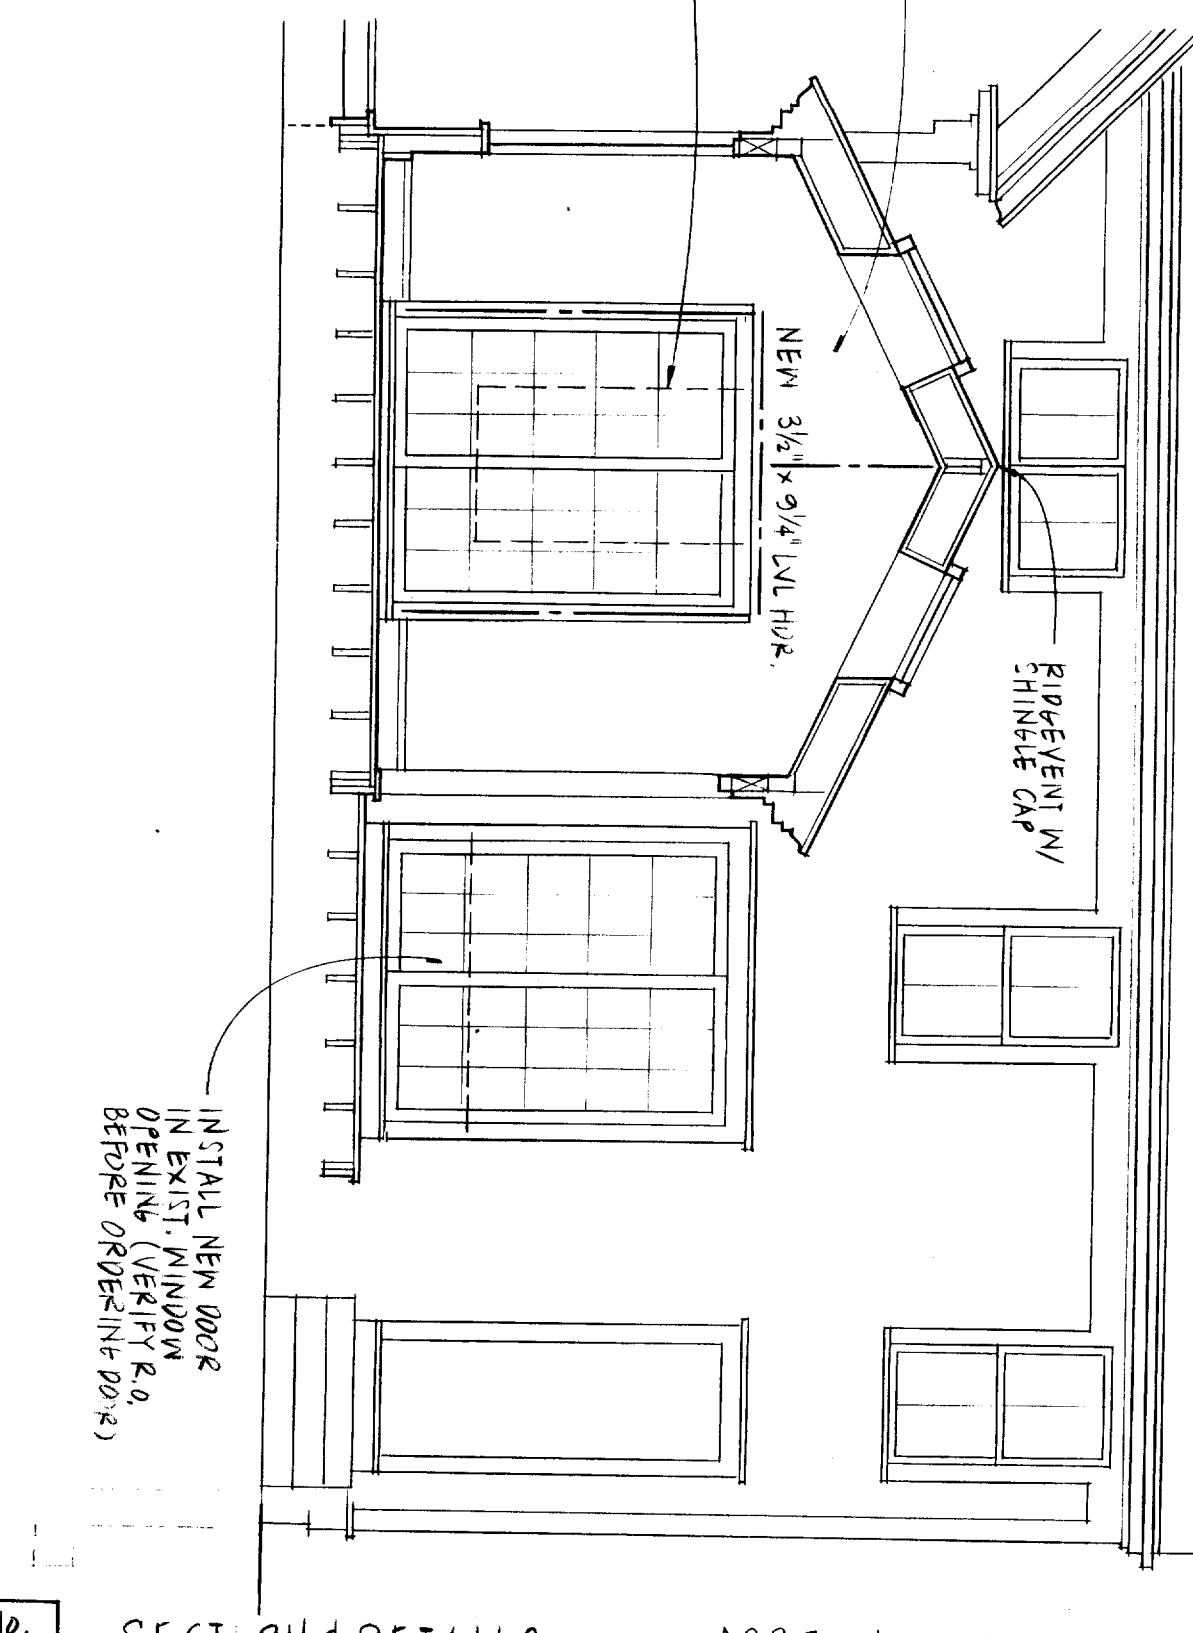 NEW 3½" x 9¼" LVL HDR.
RIDGEVENT W/
SHINGLE CAP
INSTALL NEW DOOR
IN EXIST. WINDOW
OPENING (VERIFY R.O.
BEFORE ORDERING DOOR)